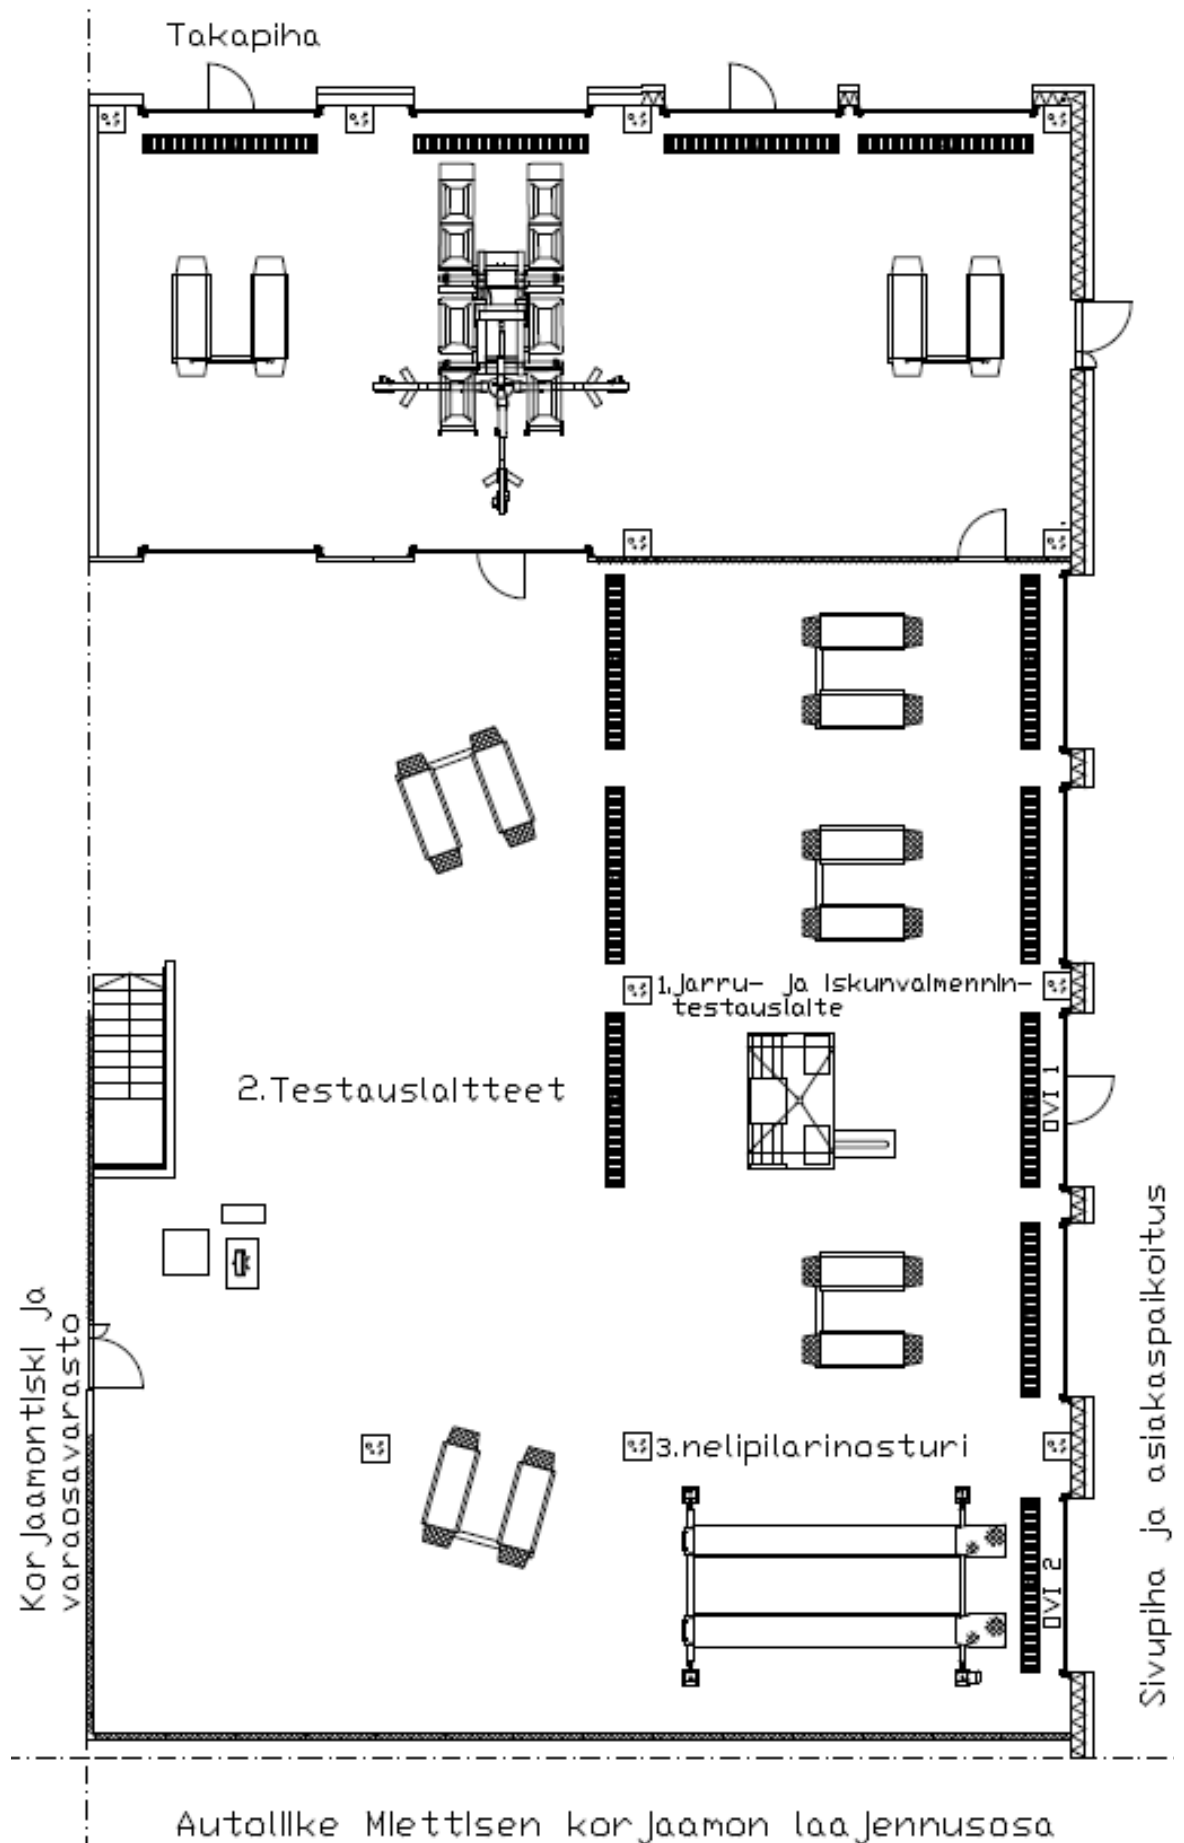 Takapiha
1.Jarru- ja iskunvaimennin-
testauslaite
2.Testauslaitteet
OVI 1
Korjaamontiski ja
varaosavarasto
Sivupiha ja asiakaspaikoitus
3.nelipilarinosturi
OVI 2
Autoliike Miettisen korjaamon laajennusosa